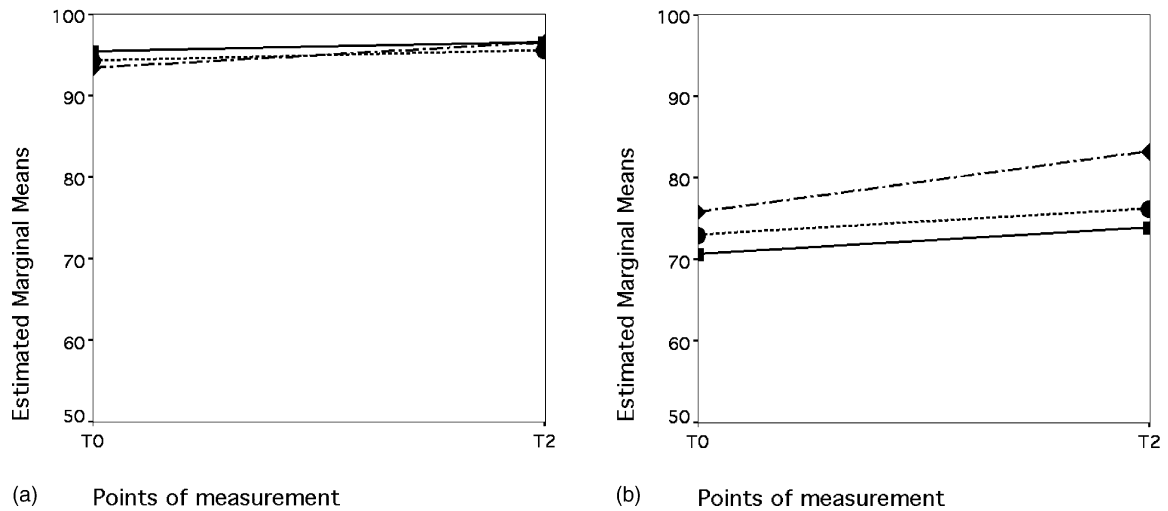 100
90
80
70
60
50
Estimated Marginal Means
T0
T2
(a)
Points of measurement
100
90
80
70
60
50
Estimated Marginal Means
T0
T2
(b)
Points of measurement